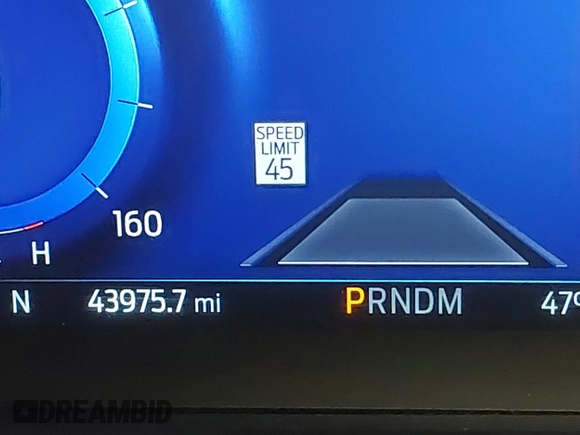 SPEED
LIMIT
45
160
H
N 43975.7 mi PRNDM 47°
DREAMBID